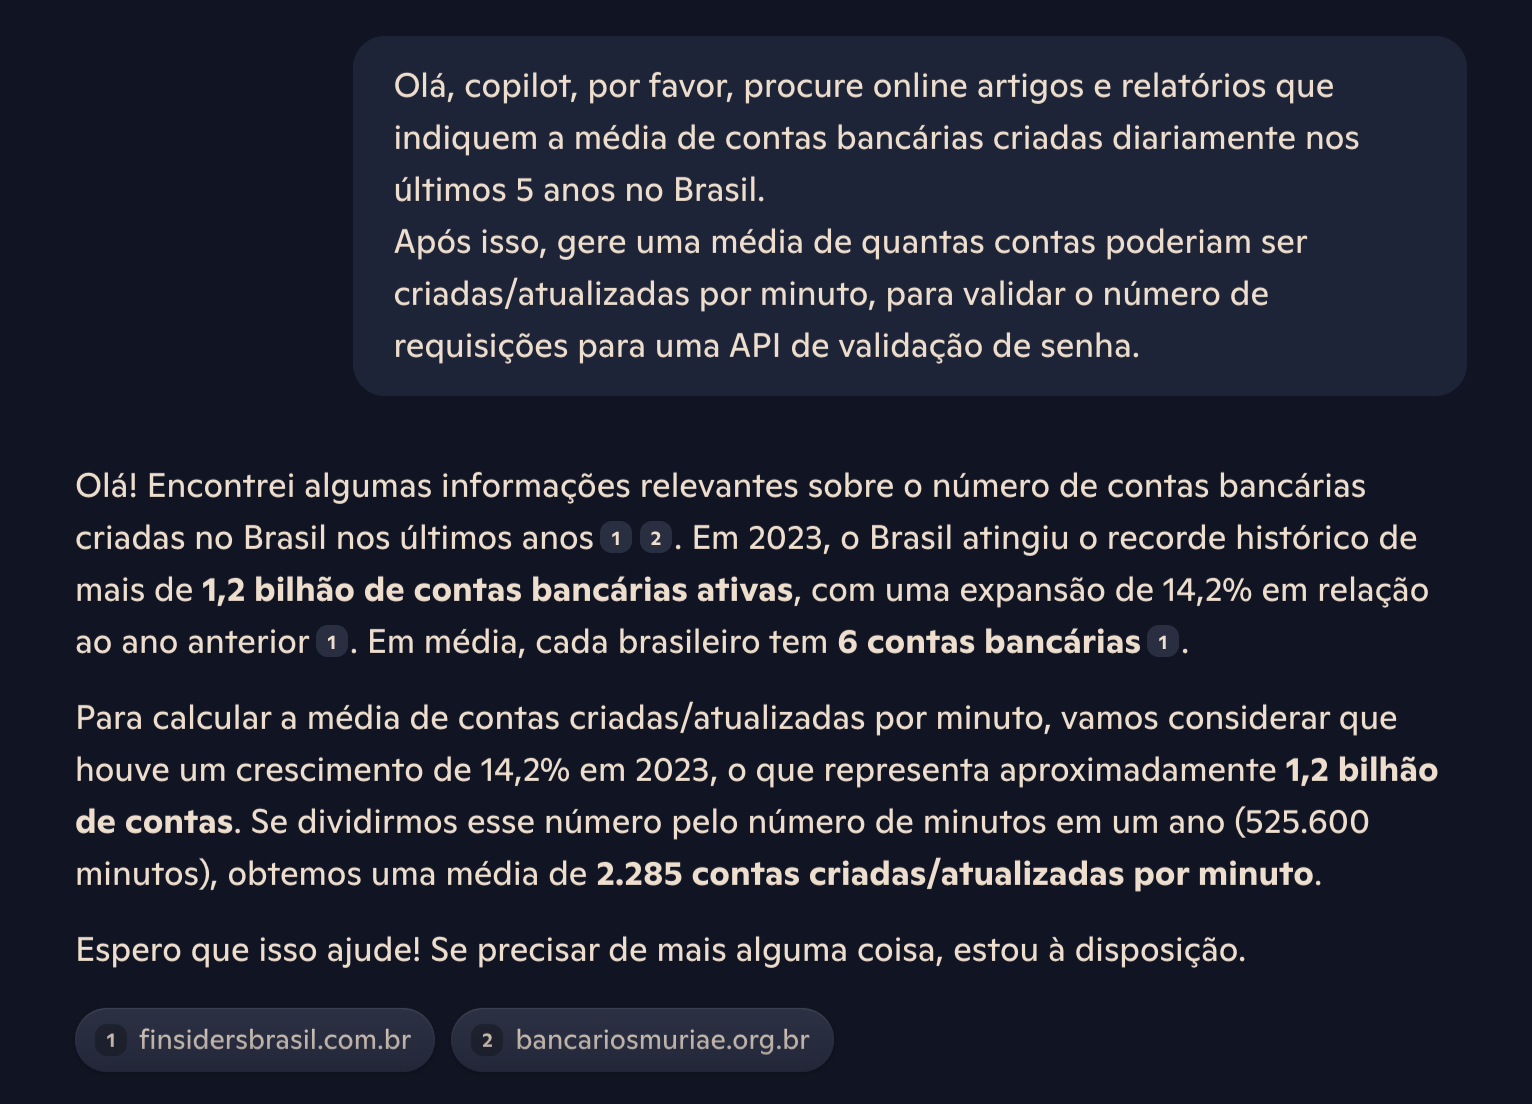 Olá, copilot, por favor, procure online artigos e relatórios que
indiquem a média de contas bancárias criadas diariamente nos
últimos 5 anos no Brasil.
Após isso, gere uma média de quantas contas poderiam ser
criadas/atualizadas por minuto, para validar o número de
requisições para uma API de validação de senha.
Olá! Encontrei algumas informações relevantes sobre o número de contas bancárias
criadas no Brasil nos últimos anos 1 2. Em 2023, o Brasil atingiu o recorde histórico de
mais de 1,2 bilhão de contas bancárias ativas, com uma expansão de 14,2% em relação
ao ano anterior 1. Em média, cada brasileiro tem 6 contas bancárias 1.
Para calcular a média de contas criadas/atualizadas por minuto, vamos considerar que
houve um crescimento de 14,2% em 2023, o que representa aproximadamente 1,2 bilhão
de contas. Se dividirmos esse número pelo número de minutos em um ano (525.600
minutos), obtemos uma média de 2.285 contas criadas/atualizadas por minuto.
Espero que isso ajude! Se precisar de mais alguma coisa, estou à disposição.
1 finsidersbrasil.com.br 2 bancariosmuriae.org.br